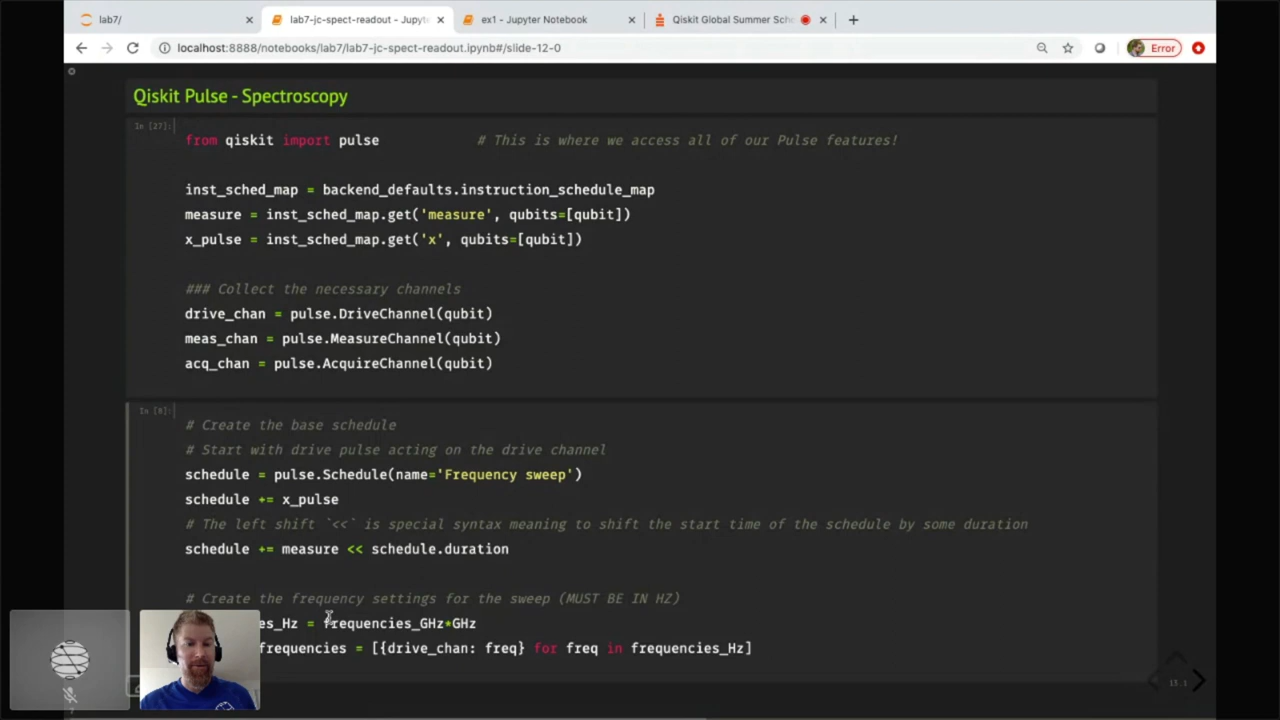 lab7/
lab7-jc-spect-readout - Jupyt
ex1 - Jupyter Notebook
Qiskit Global Summer Scho
localhost:8888/notebooks/lab7/lab7-jc-spect-readout.ipynb#/slide-12-0
Error
Qiskit Pulse - Spectroscopy
In [27]:
from qiskit import pulse # This is where we access all of our Pulse features!
inst_sched_map = backend_defaults.instruction_schedule_map
measure = inst_sched_map.get('measure', qubits=[qubit])
x_pulse = inst_sched_map.get('x', qubits=[qubit])
### Collect the necessary channels
drive_chan = pulse.DriveChannel(qubit)
meas_chan = pulse.MeasureChannel(qubit)
acq_chan = pulse.AcquireChannel(qubit)
In [8]:
# Create the base schedule
# Start with drive pulse acting on the drive channel
schedule = pulse.Schedule(name='Frequency sweep')
schedule += x_pulse
# The left shift `<<` is special syntax meaning to shift the start time of the schedule by some duration
schedule += measure << schedule.duration
# Create the frequency settings for the sweep (MUST BE IN HZ)
es_Hz = frequencies_GHz*GHz
frequencies = [{drive_chan: freq} for freq in frequencies_Hz]
13.1